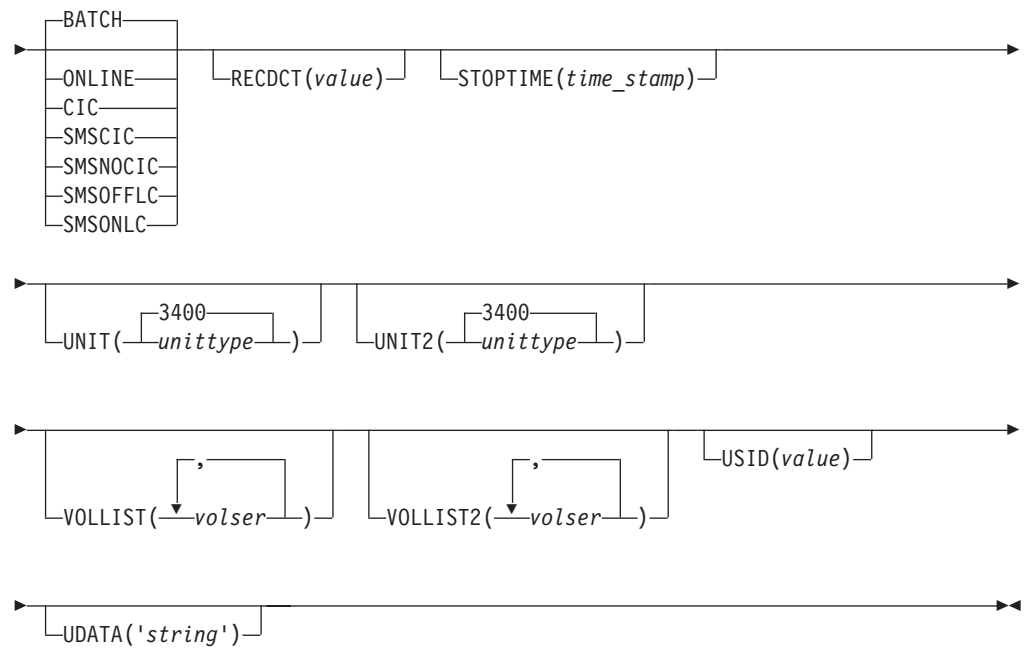 BATCH
ONLINE RECDCT(value) STOPTIME(time_stamp)
CIC
SMSCIC
SMSNOCIC
SMSOFFLC
SMSONLC
3400 3400
UNIT( unittype ) UNIT2( unittype )
, ,
USID(value)
VOLLIST( volser ) VOLLIST2( volser )
UDATA('string')